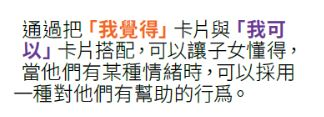 通過把「我覺得」卡片與「我可
以」卡片搭配，可以讓子女懂得，
當他們有某種情緒時，可以採用
一種對他們有幫助的行爲。